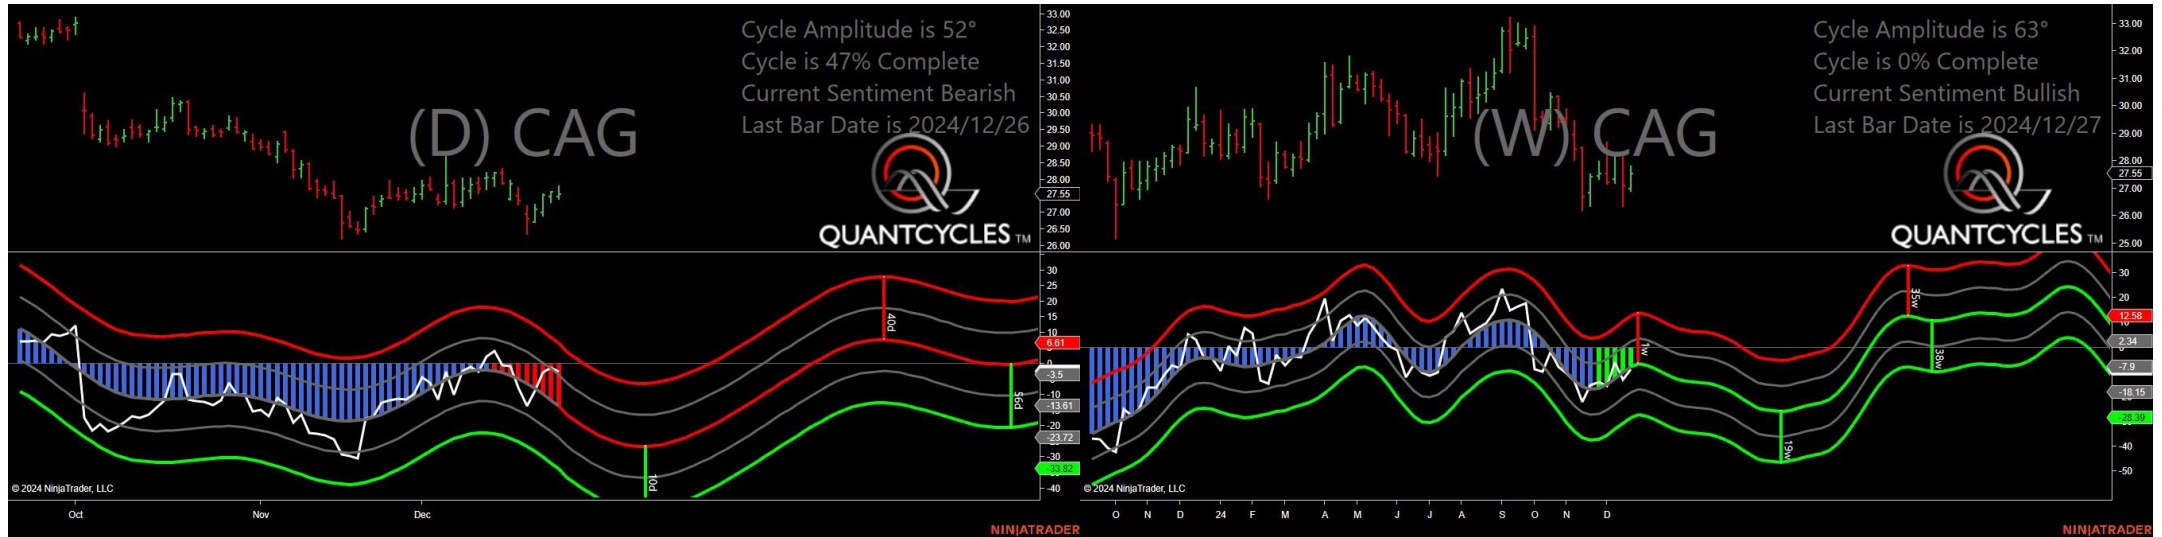 Cycle Amplitude is 52°
Cycle is 47% Complete
Current Sentiment Bearish
Last Bar Date is 2024/12/26
(D) CAG
QUANTCYCLES TM
33.00
32.50
32.00
31.50
31.00
30.50
30.00
29.50
29.00
28.50
28.00
27.55
27.00
26.50
26.00
40d
10d
56d
30
25
20
15
10
6.61
0
-3.5
-10
-13.61
-20
-23.72
-30
-33.82
-40
© 2024 NinjaTrader, LLC
Oct Nov Dec
NINJATRADER
Cycle Amplitude is 63°
Cycle is 0% Complete
Current Sentiment Bullish
Last Bar Date is 2024/12/27
(W) CAG
QUANTCYCLES TM
33.00
32.00
31.00
30.00
29.00
28.00
27.55
27.00
26.00
25.00
1w
19w
35w
38w
30
20
12.58
2.34
-7.9
-18.15
-28.39
-40
-50
© 2024 NinjaTrader, LLC
O N D 24 F M A M J J A S O N D
NINJATRADER